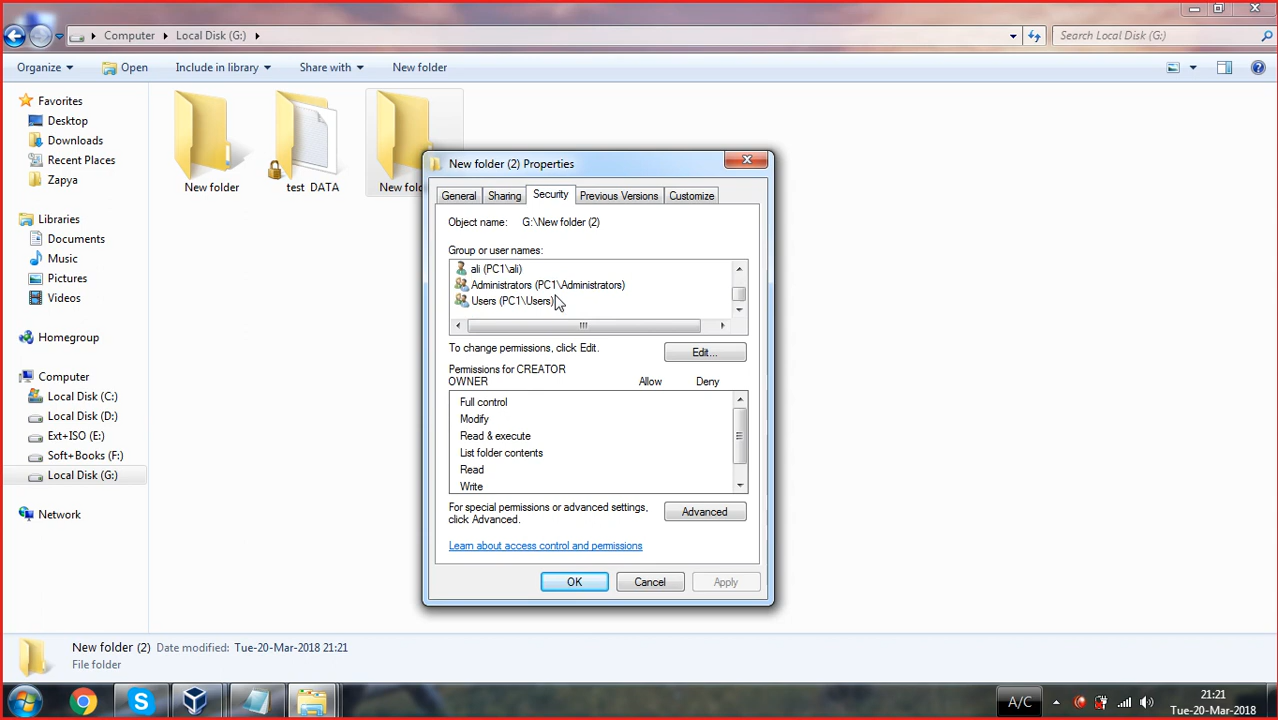 Computer Local Disk (G:)
Search Local Disk (G:)
Organize Open Include in library Share with New folder
Favorites
Desktop
Downloads
Recent Places
Zapya
Libraries
Documents
Music
Pictures
Videos
Homegroup
Computer
Local Disk (C:)
Local Disk (D:)
Ext+ISO (E:)
Soft+Books (F:)
Local Disk (G:)
Network
New folder
test DATA
New fold
New folder (2) Properties
General Sharing Security Previous Versions Customize
Object name: G:\New folder (2)
Group or user names:
ali (PC1\ali)
Administrators (PC1\Administrators)
Users (PC1\Users)
To change permissions, click Edit.
Edit...
Permissions for CREATOR
OWNER Allow Deny
Full control
Modify
Read & execute
List folder contents
Read
Write
For special permissions or advanced settings,
click Advanced.
Advanced
Learn about access control and permissions
OK Cancel Apply
New folder (2) Date modified: Tue-20-Mar-2018 21:21
File folder
A/C
21:21
Tue-20-Mar-2018